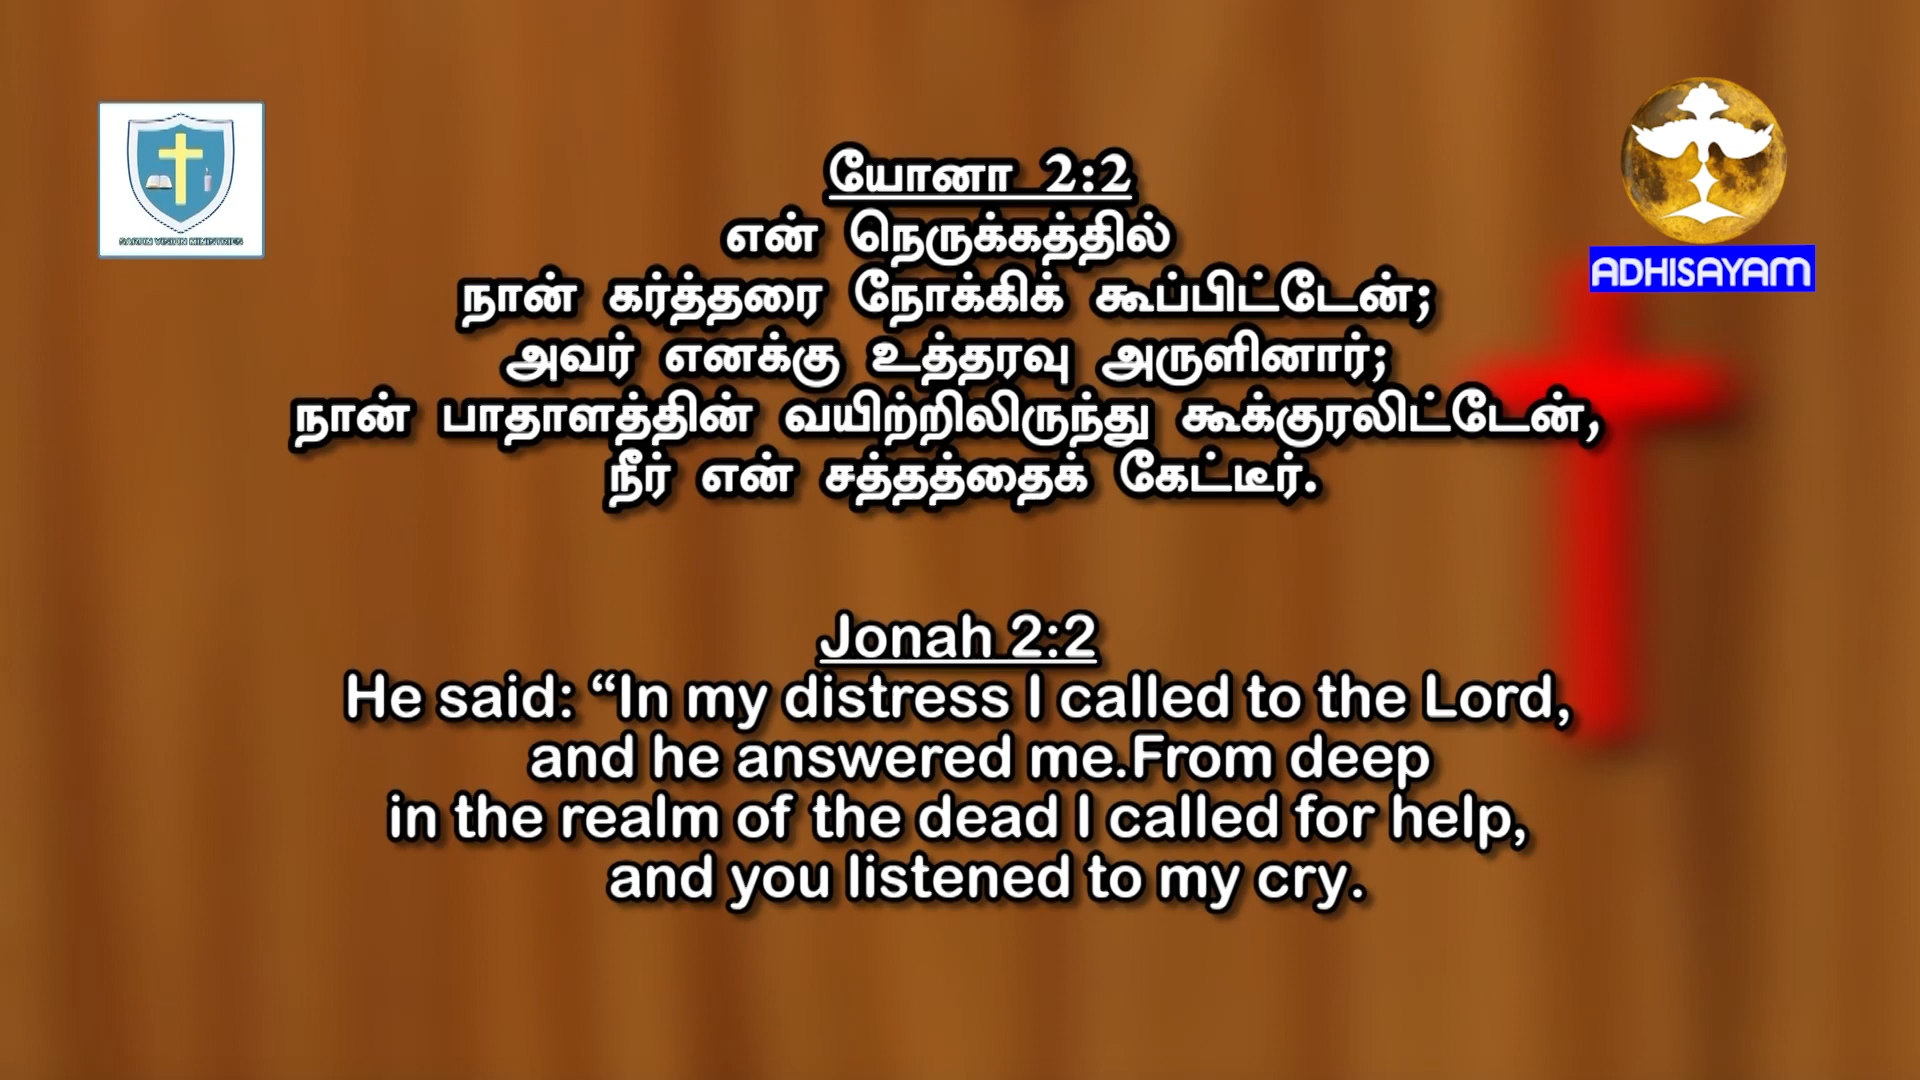 யோனா 2:2
என் நெருக்கத்தில்
நான் கர்த்தரை நோக்கிக் கூப்பிட்டேன்;
அவர் எனக்கு உத்தரவு அருளினார்;
நான் பாதாளத்தின் வயிற்றிலிருந்து கூக்குரலிட்டேன்,
நீர் என் சத்தத்தைக் கேட்டீர்.
ADHISAYAM
Jonah 2:2
He said: “In my distress I called to the Lord,
and he answered me.From deep
in the realm of the dead I called for help,
and you listened to my cry.